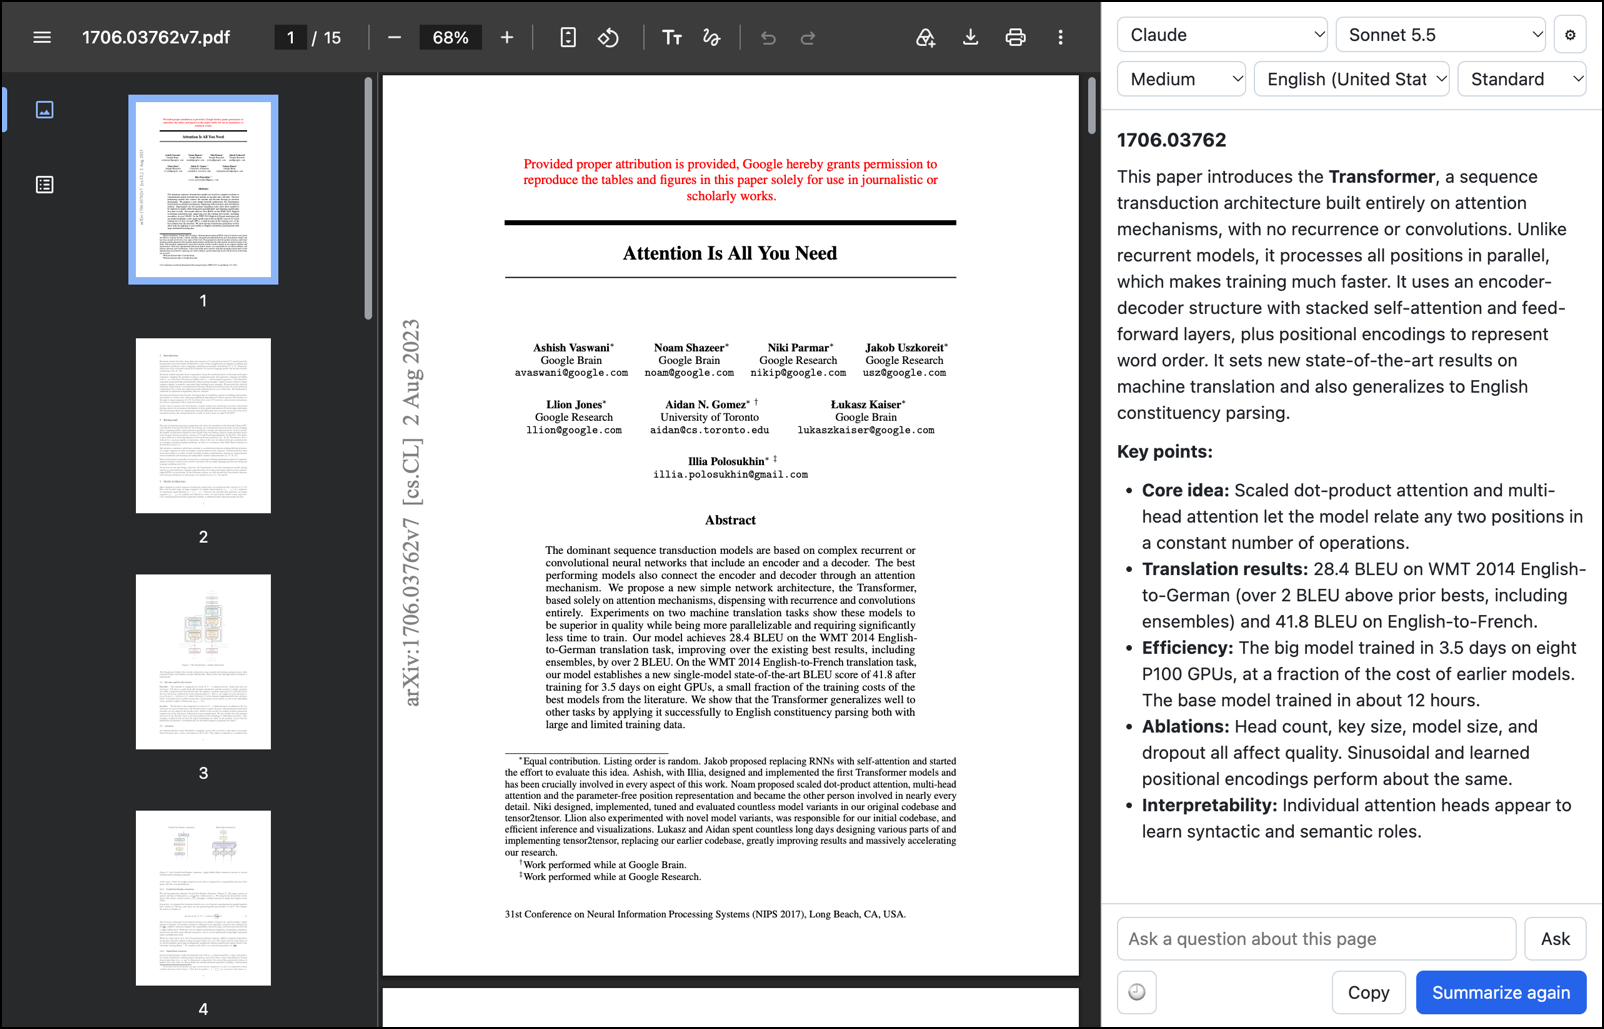 1706.03762v7.pdf
1 / 15
68%
Claude
Sonnet 5.5
Medium
English (United Stat
Standard
1
2
3
4
Provided proper attribution is provided, Google hereby grants permission to
reproduce the tables and figures in this paper solely for use in journalistic or
scholarly works.
Attention Is All You Need
Ashish Vaswani*
Google Brain
avaswani@google.com
Noam Shazeer*
Google Brain
noam@google.com
Niki Parmar*
Google Research
nikip@google.com
Jakob Uszkoreit*
Google Research
usz@google.com
Llion Jones*
Google Research
llion@google.com
Aidan N. Gomez* †
University of Toronto
aidan@cs.toronto.edu
Łukasz Kaiser*
Google Brain
lukaszkaiser@google.com
Illia Polosukhin* ‡
illia.polosukhin@gmail.com
arXiv:1706.03762v7 [cs.CL] 2 Aug 2023
Abstract
The dominant sequence transduction models are based on complex recurrent or
convolutional neural networks that include an encoder and a decoder. The best
performing models also connect the encoder and decoder through an attention
mechanism. We propose a new simple network architecture, the Transformer,
based solely on attention mechanisms, dispensing with recurrence and convolutions
entirely. Experiments on two machine translation tasks show these models to
be superior in quality while being more parallelizable and requiring significantly
less time to train. Our model achieves 28.4 BLEU on the WMT 2014 English-
to-German translation task, improving over the existing best results, including
ensembles, by over 2 BLEU. On the WMT 2014 English-to-French translation task,
our model establishes a new single-model state-of-the-art BLEU score of 41.8 after
training for 3.5 days on eight GPUs, a small fraction of the training costs of the
best models from the literature. We show that the Transformer generalizes well to
other tasks by applying it successfully to English constituency parsing both with
large and limited training data.
*Equal contribution. Listing order is random. Jakob proposed replacing RNNs with self-attention and started
the effort to evaluate this idea. Ashish, with Illia, designed and implemented the first Transformer models and
has been crucially involved in every aspect of this work. Noam proposed scaled dot-product attention, multi-head
attention and the parameter-free position representation and became the other person involved in nearly every
detail. Niki designed, implemented, tuned and evaluated countless model variants in our original codebase and
tensor2tensor. Llion also experimented with novel model variants, was responsible for our initial codebase, and
efficient inference and visualizations. Lukasz and Aidan spent countless long days designing various parts of and
implementing tensor2tensor, replacing our earlier codebase, greatly improving results and massively accelerating
our research.
†Work performed while at Google Brain.
‡Work performed while at Google Research.
31st Conference on Neural Information Processing Systems (NIPS 2017), Long Beach, CA, USA.
1706.03762
This paper introduces the Transformer, a sequence
transduction architecture built entirely on attention
mechanisms, with no recurrence or convolutions. Unlike
recurrent models, it processes all positions in parallel,
which makes training much faster. It uses an encoder-
decoder structure with stacked self-attention and feed-
forward layers, plus positional encodings to represent
word order. It sets new state-of-the-art results on
machine translation and also generalizes to English
constituency parsing.
Key points:
• Core idea: Scaled dot-product attention and multi-
head attention let the model relate any two positions in
a constant number of operations.
• Translation results: 28.4 BLEU on WMT 2014 English-
to-German (over 2 BLEU above prior bests, including
ensembles) and 41.8 BLEU on English-to-French.
• Efficiency: The big model trained in 3.5 days on eight
P100 GPUs, at a fraction of the cost of earlier models.
The base model trained in about 12 hours.
• Ablations: Head count, key size, model size, and
dropout all affect quality. Sinusoidal and learned
positional encodings perform about the same.
• Interpretability: Individual attention heads appear to
learn syntactic and semantic roles.
Ask a question about this page
Ask
Copy
Summarize again